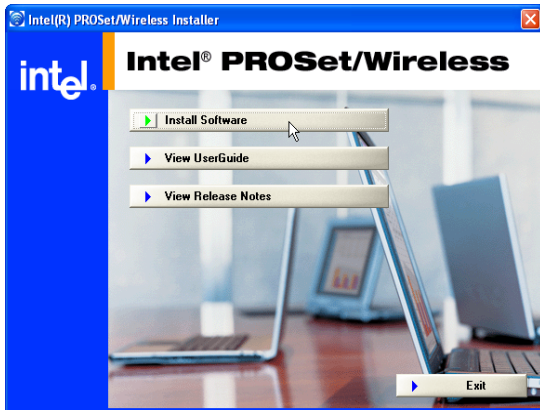 Intel(R) PROSet/Wireless Installer
intel.
Intel® PROSet/Wireless
Install Software
View UserGuide
View Release Notes
Exit